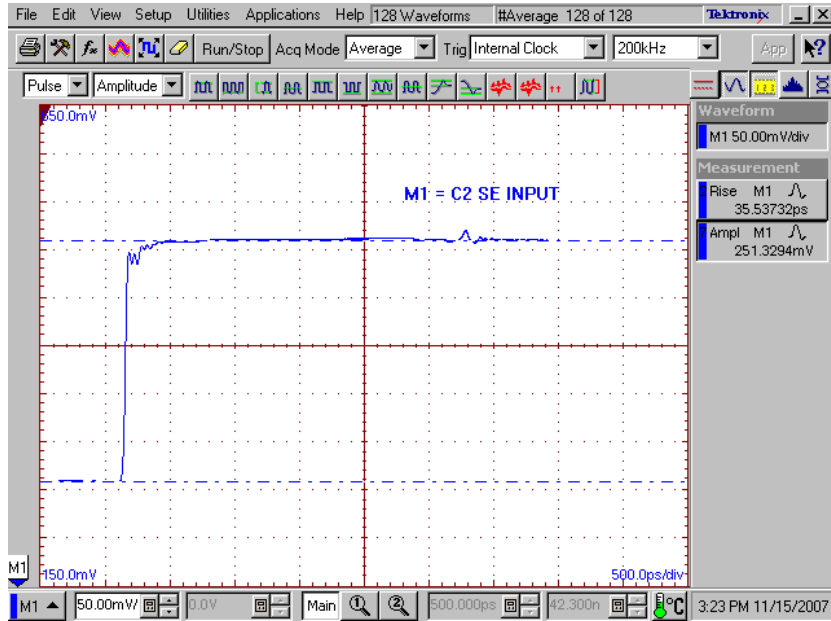 File Edit View Setup Utilities Applications Help 128 Waveforms #Average 128 of 128 Tektronix
Run/Stop Acq Mode Average Trig Internal Clock 200kHz App
Pulse Amplitude
Waveform
M1 50.00mV/div
Measurement
Rise M1
35.53732ps
Ampl M1
251.3294mV
M1 = C2 SE INPUT
M1
150.0mV 500.0ps/div
M1 50.00mV/ 0.0V Main 1 2 500.000ps 42.300n °C 3:23 PM 11/15/2007